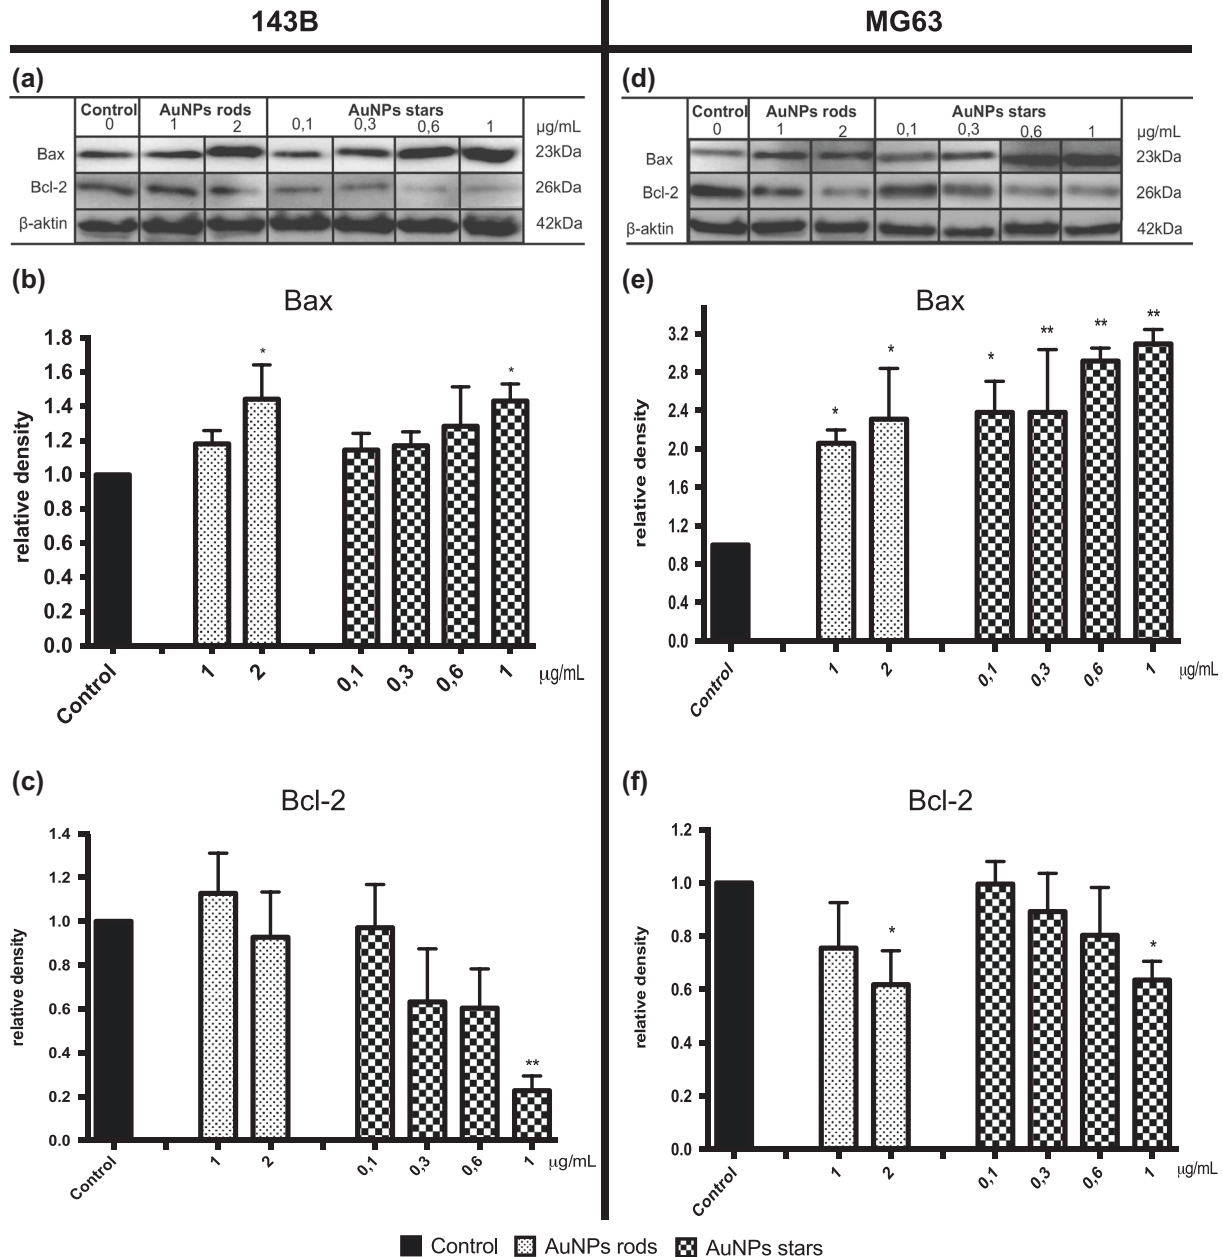 143B
MG63
(a)
Control AuNPs rods AuNPs stars
0 1 2 0,1 0,3 0,6 1 µg/mL
Bax 23kDa
Bcl-2 26kDa
β-aktin 42kDa
(d)
Control AuNPs rods AuNPs stars
0 1 2 0,1 0,3 0,6 1 µg/mL
Bax 23kDa
Bcl-2 26kDa
β-aktin 42kDa
(b)
Bax
relative density
1.8
1.6
1.4
1.2
1.0
0.8
0.6
0.4
0.2
0.0
* *
Control 1 2 0,1 0,3 0,6 1 µg/mL
(e)
Bax
relative density
3.2
2.8
2.4
2.0
1.6
1.2
0.8
0.4
0.0
* * * ** ** **
Control 1 2 0,1 0,3 0,6 1 µg/mL
(c)
Bcl-2
relative density
1.4
1.2
1.0
0.8
0.6
0.4
0.2
0.0
**
Control 1 2 0,1 0,3 0,6 1 µg/mL
(f)
Bcl-2
relative density
1.2
1.0
0.8
0.6
0.4
0.2
0.0
* *
Control 1 2 0,1 0,3 0,6 1 µg/mL
Control AuNPs rods AuNPs stars